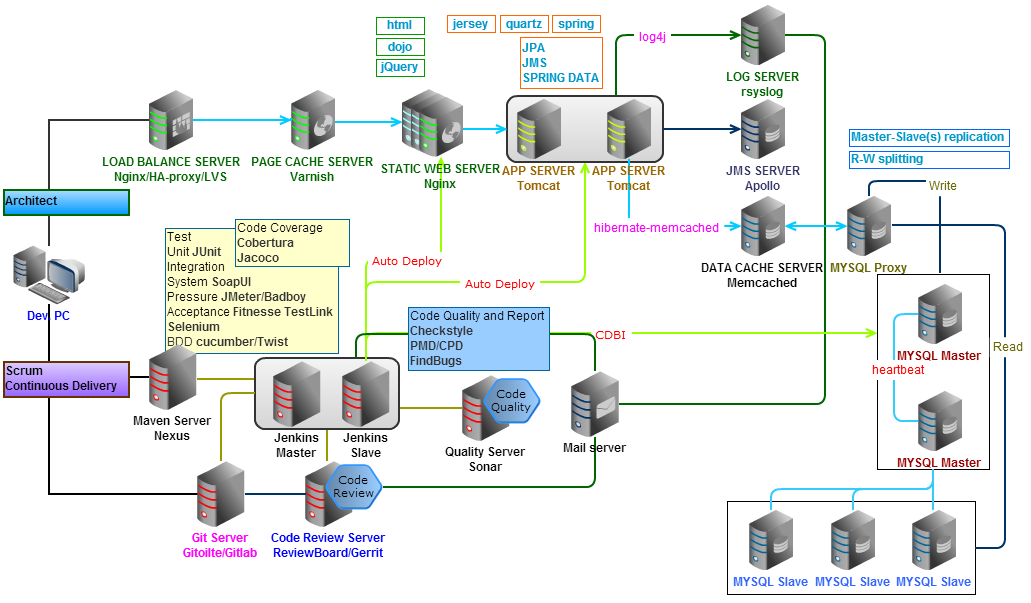 html
dojo
jQuery
jersey
quartz
spring
JPA
JMS
SPRING DATA
log4j
LOG SERVER
rsyslog
LOAD BALANCE SERVER
Nginx/HA-proxy/LVS
PAGE CACHE SERVER
Varnish
STATIC WEB SERVER
Nginx
APP SERVER
Tomcat
APP SERVER
Tomcat
JMS SERVER
Apollo
Master-Slave(s) replication
R-W splitting
Architect
Write
Code Coverage
Cobertura
Jacoco
Test
Unit JUnit
Integration
System SoapUI
Pressure JMeter/Badboy
Acceptance Fitnesse TestLink
Selenium
BDD cucumber/Twist
hibernate-memcached
DATA CACHE SERVER
Memcached
MYSQL Proxy
Auto Deploy
Auto Deploy
Dev. PC
Code Quality and Report
Checkstyle
PMD/CPD
FindBugs
CDBI
MYSQL Master
Read
heartbeat
Scrum
Continuous Delivery
Maven Server
Nexus
Jenkins
Master
Jenkins
Slave
Code
Quality
Quality Server
Sonar
Mail server
MYSQL Master
Code
Review
Git Server
Gitoilte/Gitlab
Code Review Server
ReviewBoard/Gerrit
MYSQL Slave
MYSQL Slave
MYSQL Slave